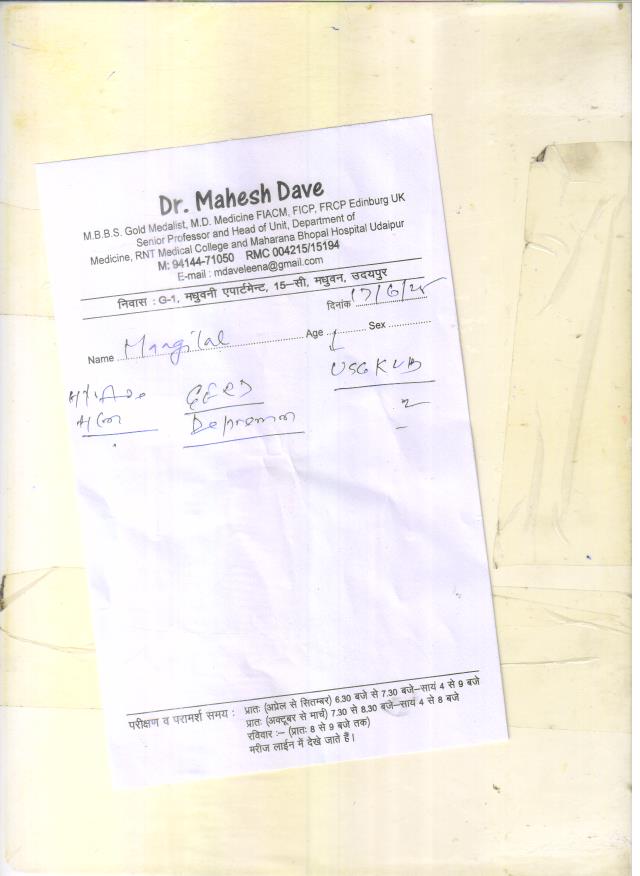 Dr. Mahesh Dave
M.B.B.S. Gold Medalist, M.D. Medicine FIACM, FICP, FRCP Edinburg UK
Senior Professor and Head of Unit, Department of
Medicine, RNT Medical College and Maharana Bhopal Hospital Udaipur
M: 94144-71050 RMC 004215/15194
E-mail : mdaveleena@gmail.com
निवास : G-1, मधुवनी एपार्टमेन्ट, 15-सी, मधुवन, उदयपुर
दिनांक 17/6/25
Name Mangilal Age Sex
USG KUB
GERD
Depression
परीक्षण व परामर्श समय : प्रातः (अप्रेल से सितम्बर) 6.30 बजे से 7.30 बजे-सायं 4 से 9 बजे
प्रातः (अक्टूबर से मार्च) 7.30 से 8.30 बजे-सायं 4 से 8 बजे
रविवार :- (प्रातः 8 से 9 बजे तक)
मरीज लाईन में देखे जाते हैं।